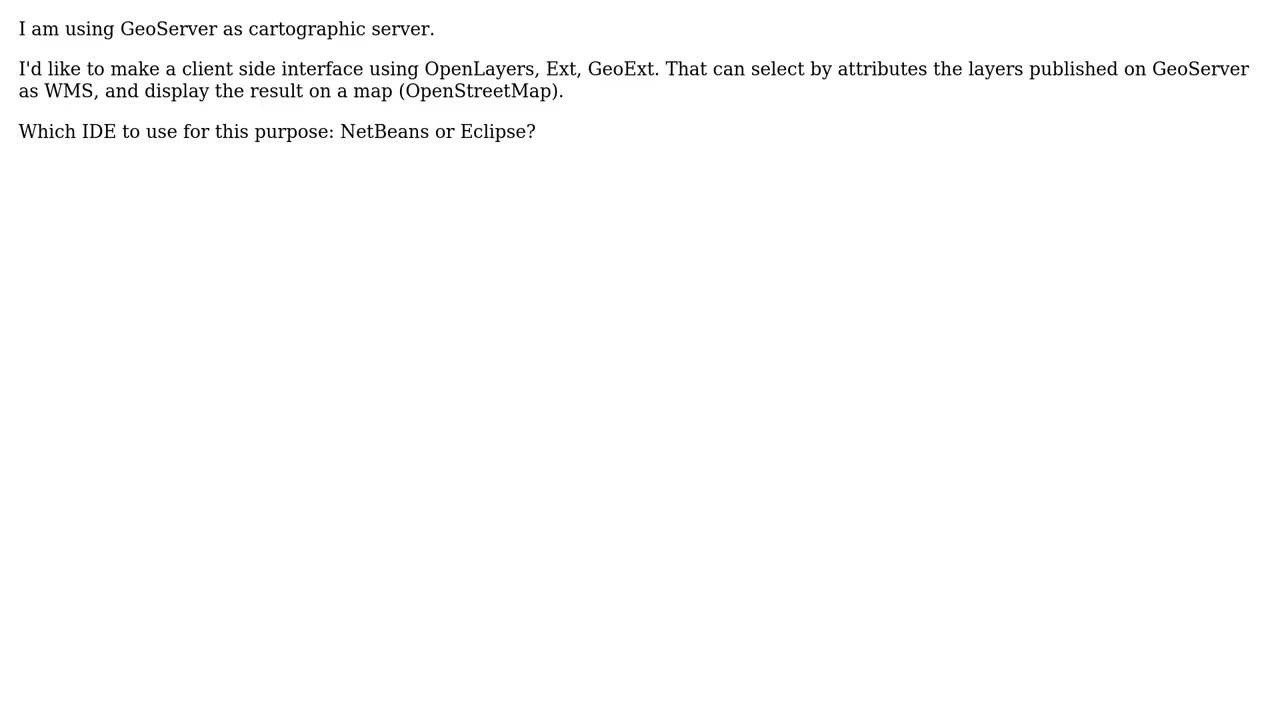 I am using GeoServer as cartographic server.
I'd like to make a client side interface using OpenLayers, Ext, GeoExt. That can select by attributes the layers published on GeoServer
as WMS, and display the result on a map (OpenStreetMap).
Which IDE to use for this purpose: NetBeans or Eclipse?